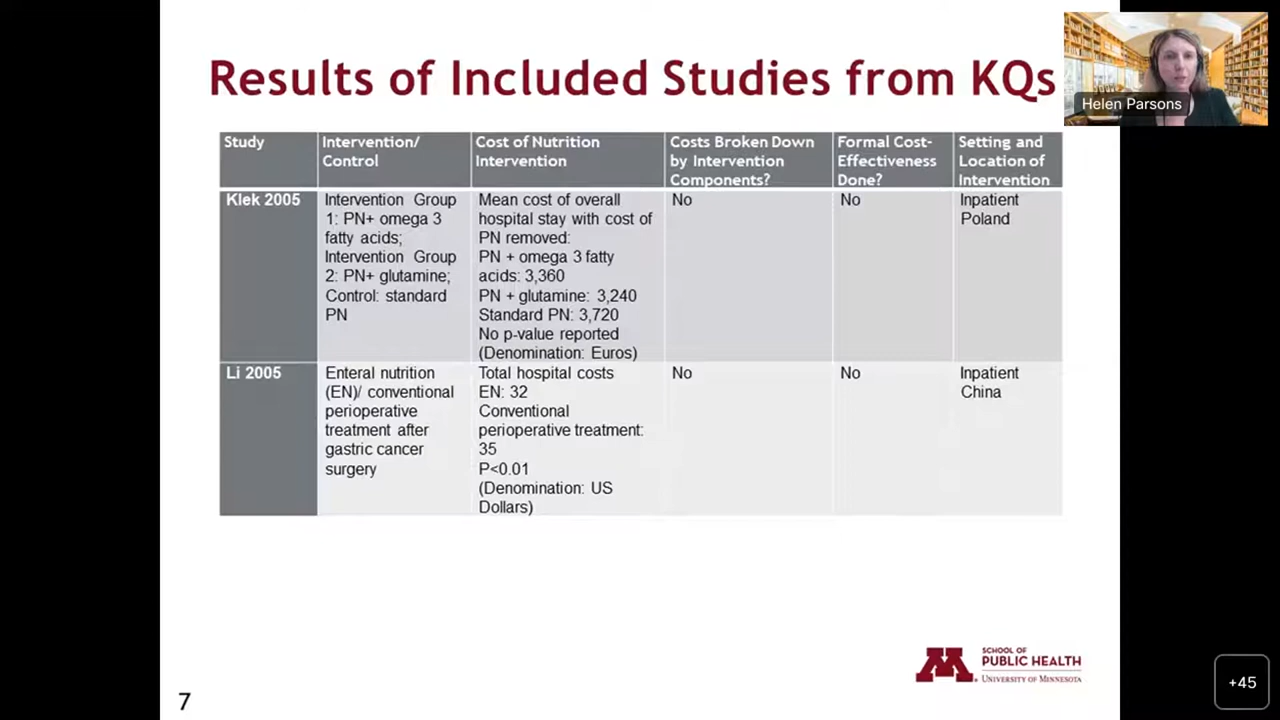 Results of Included Studies from KQs
Helen Parsons
Study
Intervention/
Control
Cost of Nutrition
Intervention
Costs Broken Down
by Intervention
Components?
Formal Cost-
Effectiveness
Done?
Setting and
Location of
Intervention
Klek 2005
Intervention Group
1: PN+ omega 3
fatty acids;
Intervention Group
2: PN+ glutamine;
Control: standard
PN
Mean cost of overall
hospital stay with cost of
PN removed:
PN + omega 3 fatty
acids: 3,360
PN + glutamine: 3,240
Standard PN: 3,720
No p-value reported
(Denomination: Euros)
No
No
Inpatient
Poland
Li 2005
Enteral nutrition
(EN)/ conventional
perioperative
treatment after
gastric cancer
surgery
Total hospital costs
EN: 32
Conventional
perioperative treatment:
35
P<0.01
(Denomination: US
Dollars)
No
No
Inpatient
China
M
SCHOOL OF
PUBLIC HEALTH
UNIVERSITY OF MINNESOTA
7
+45